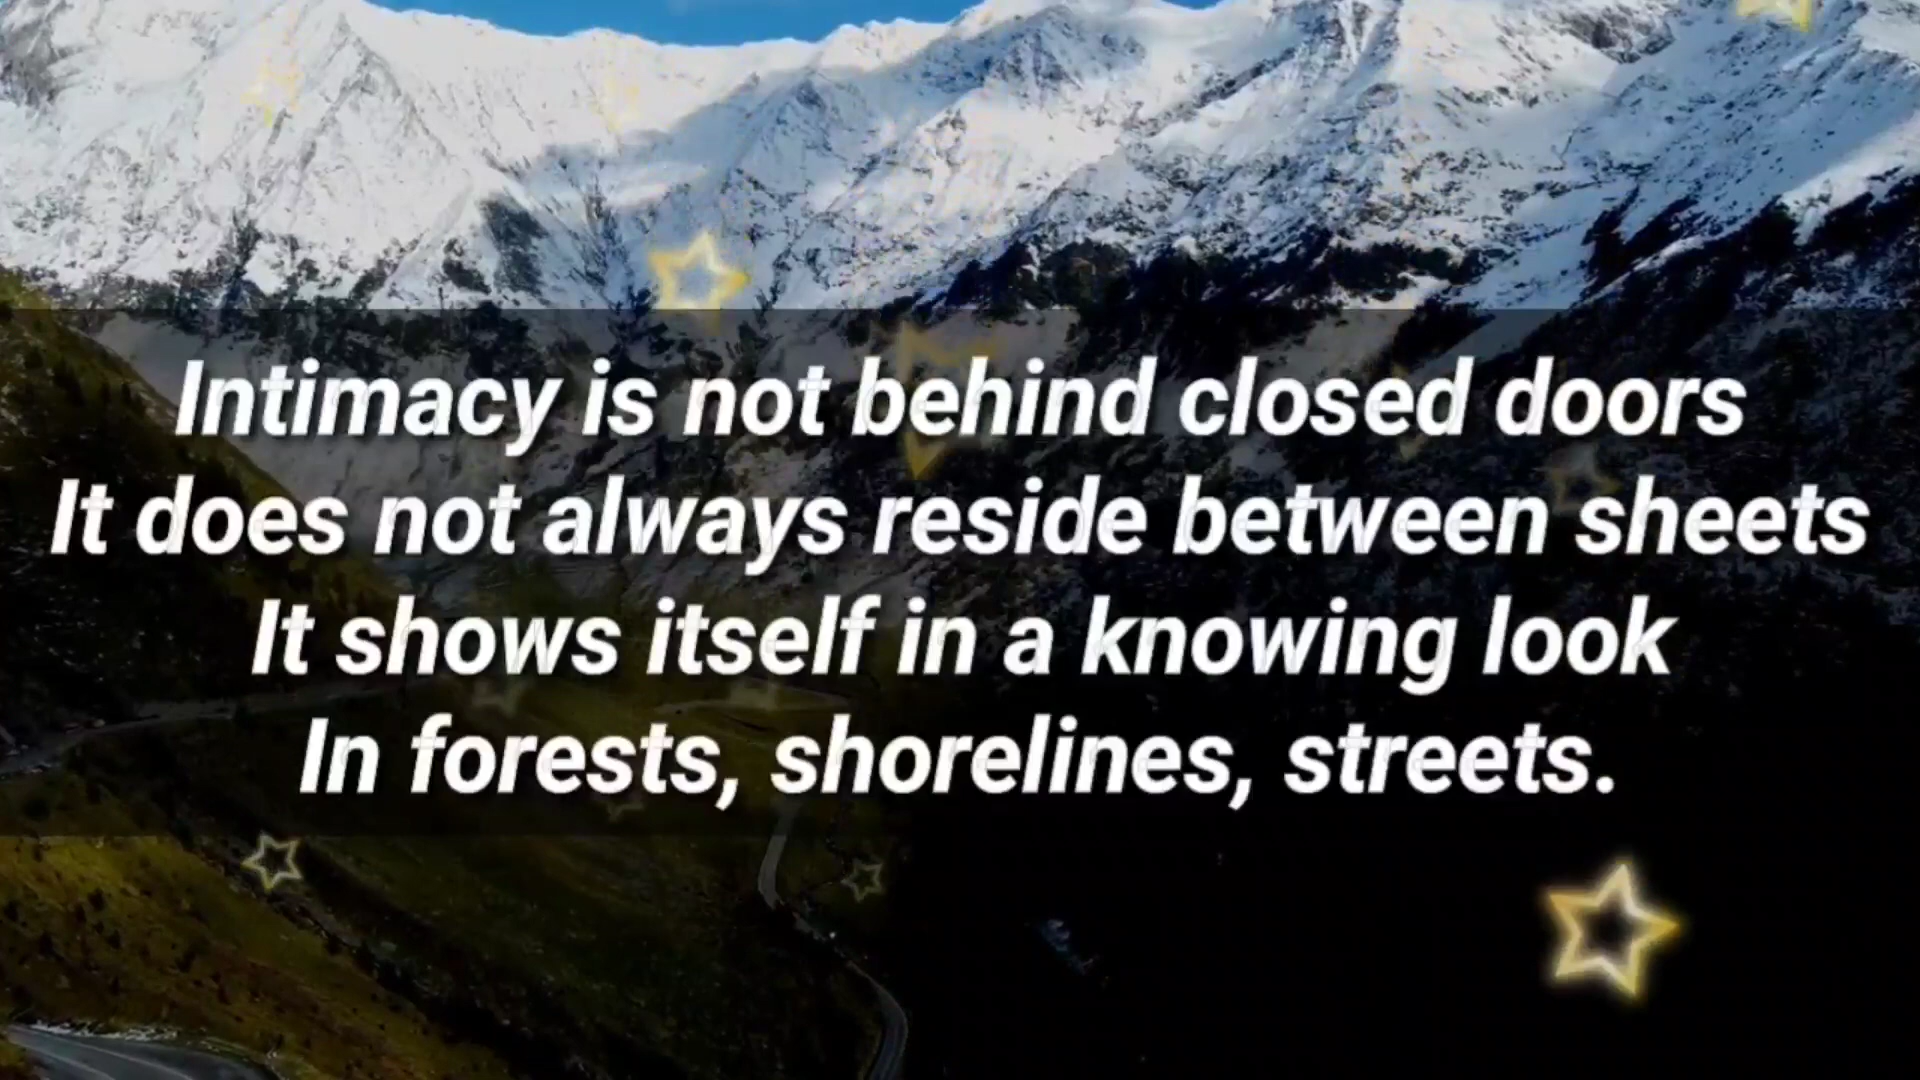 Intimacy is not behind closed doors
It does not always reside between sheets
It shows itself in a knowing look
In forests, shorelines, streets.